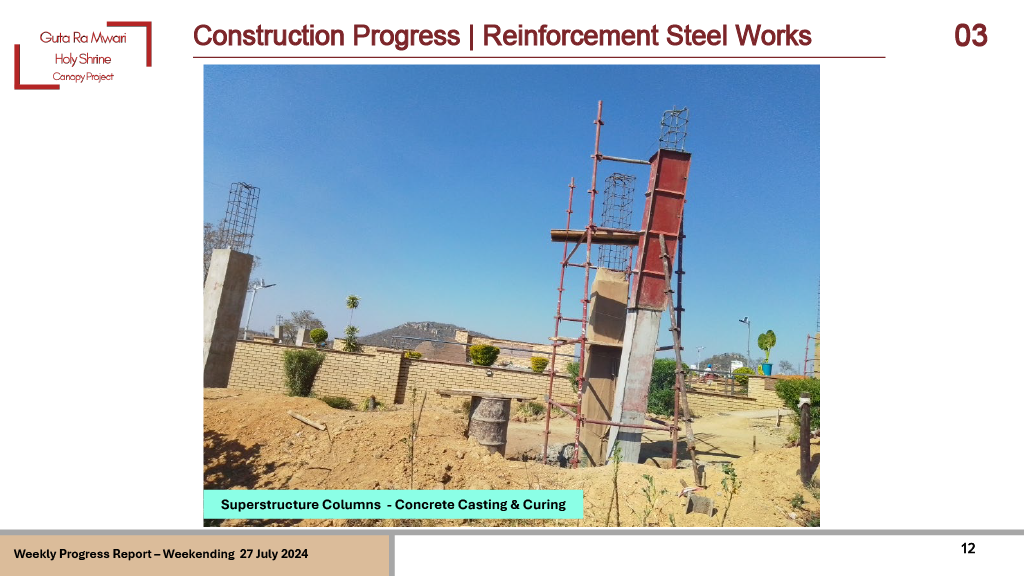 Guta Ra Mwari
Holy Shrine
Canopy Project
Construction Progress | Reinforcement Steel Works
03
Superstructure Columns - Concrete Casting & Curing
Weekly Progress Report – Weekending 27 July 2024
12